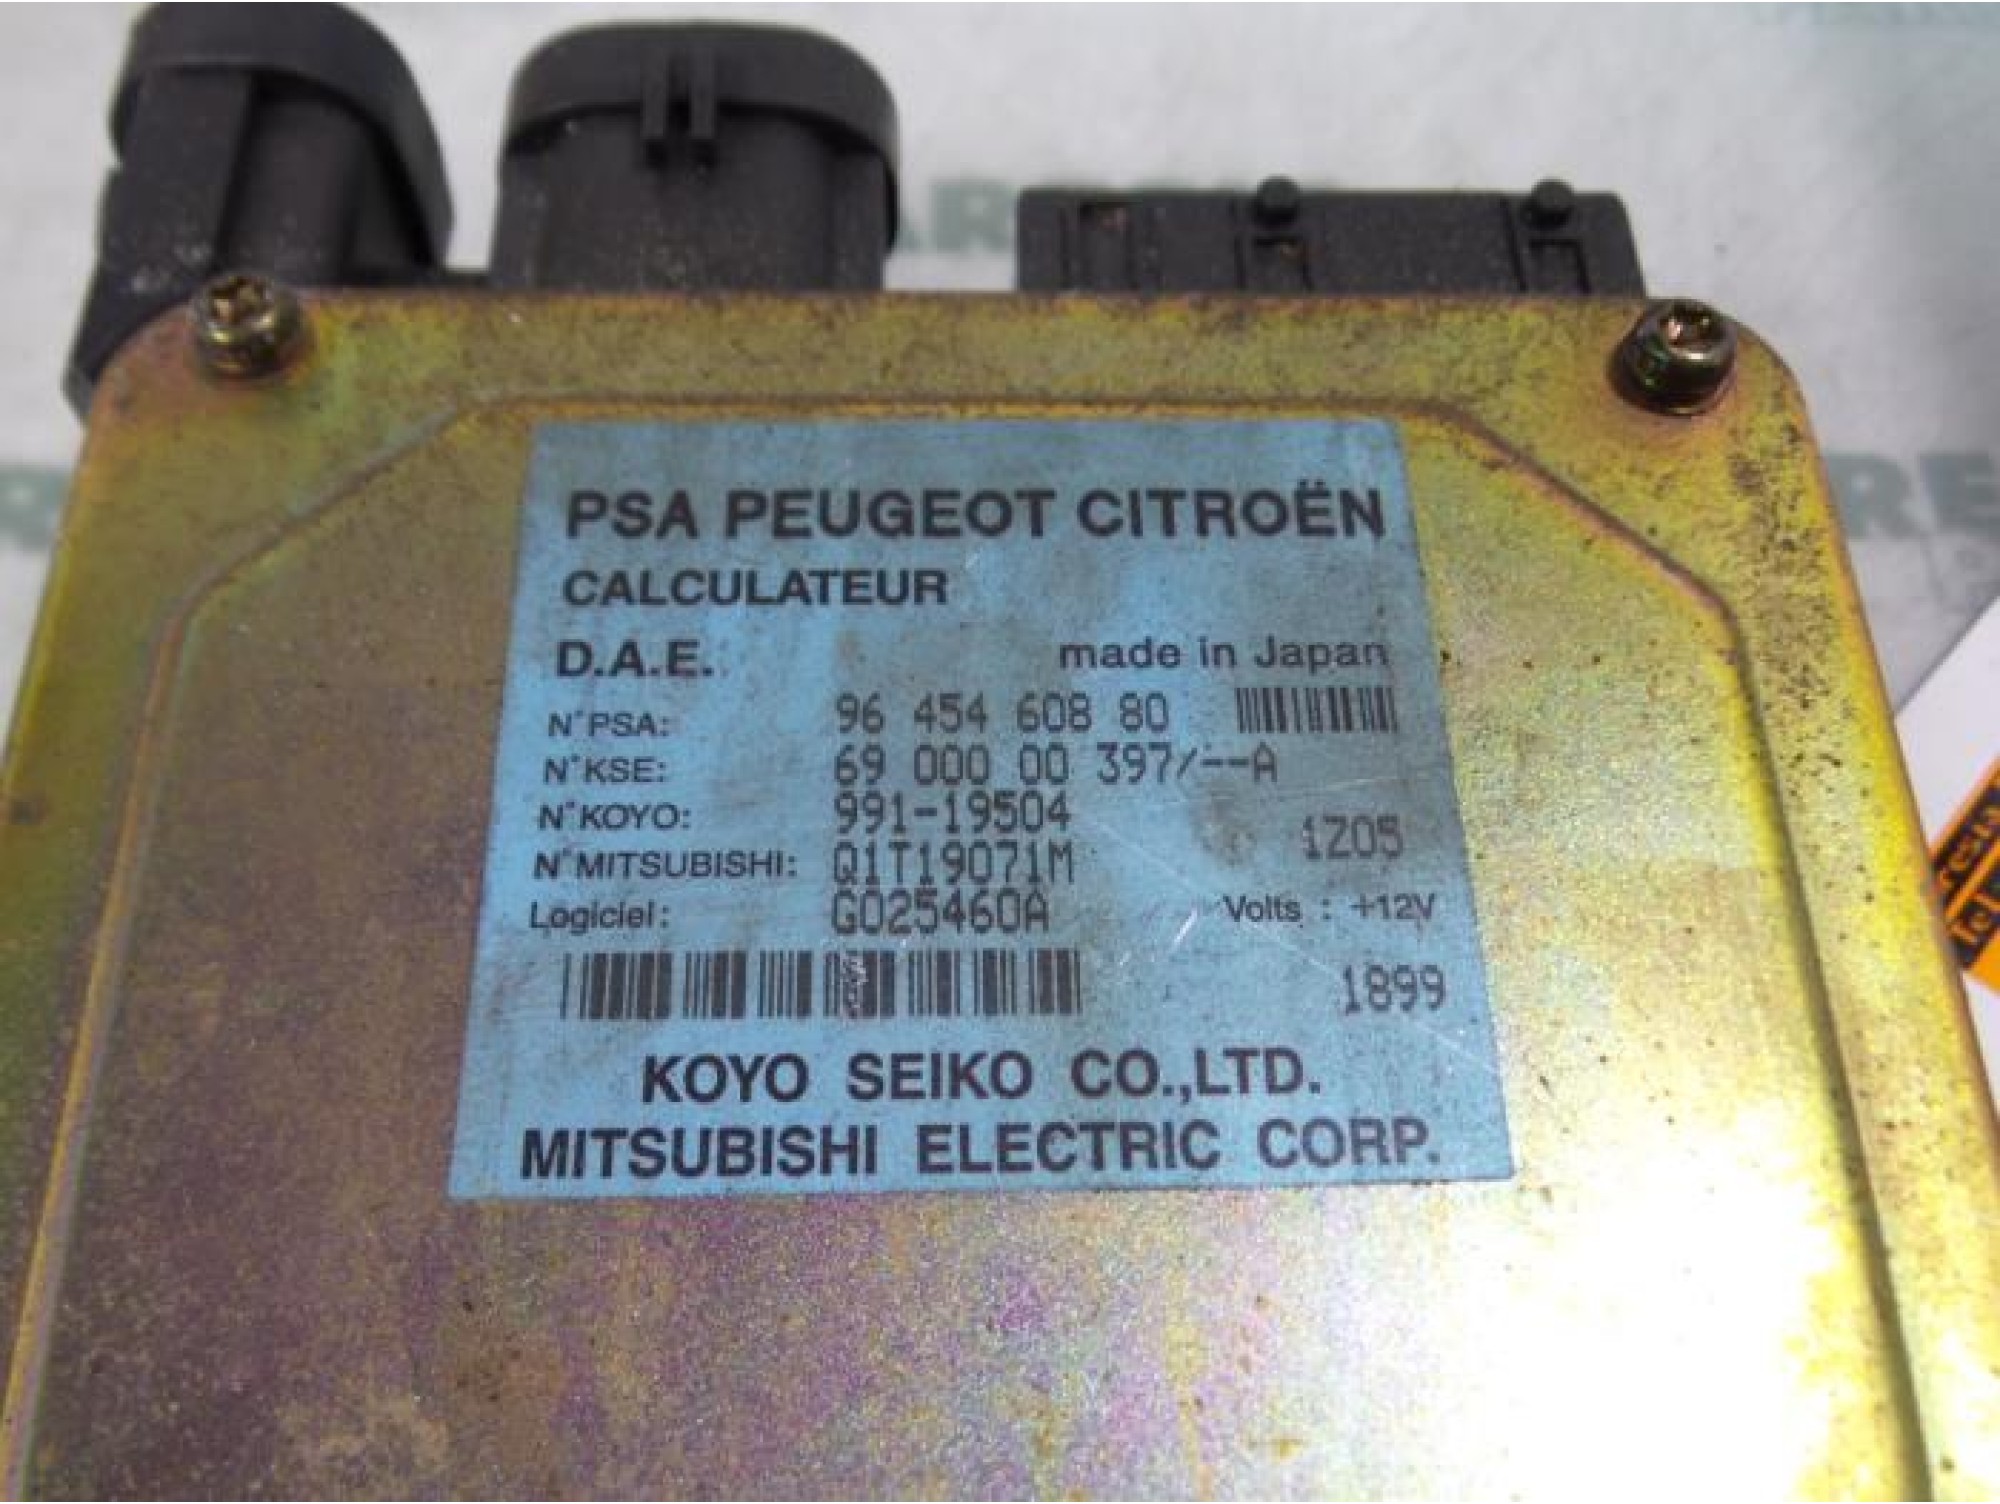 PSA PEUGEOT CITROËN
CALCULATEUR
D.A.E. made in Japan
N°PSA: 96 454 608 80
N°KSE: 69 000 00 397/--A
N°KOYO: 991-19504
1Z05
N°MITSUBISHI: Q1T19071M
Logiciel: G025460A Volts : +12V
1899
KOYO SEIKO CO.,LTD.
MITSUBISHI ELECTRIC CORP.